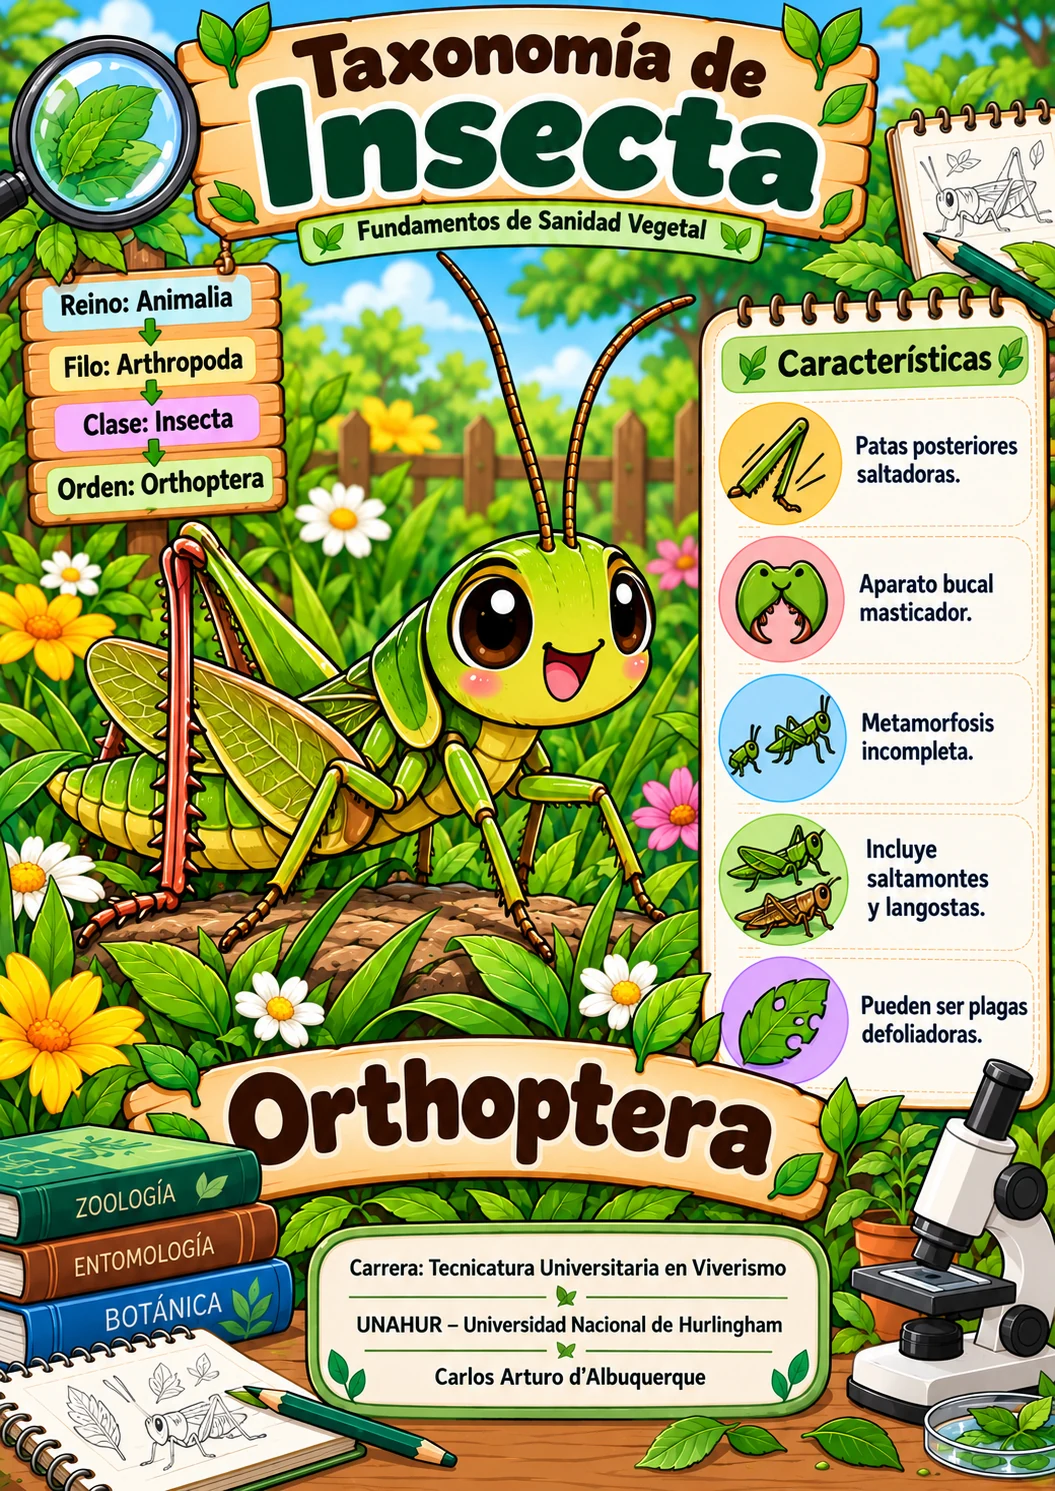 Taxonomía de
Insecta
Fundamentos de Sanidad Vegetal
Reino: Animalia
Filo: Arthropoda
Clase: Insecta
Orden: Orthoptera
Características
Patas posteriores
saltadoras.
Aparato bucal
masticador.
Metamorfosis
incompleta.
Incluye
saltamontes
y langostas.
Pueden ser plagas
defoliadoras.
Orthoptera
ZOOLOGÍA
ENTOMOLOGÍA
BOTÁNICA
Carrera: Tecnicatura Universitaria en Viverismo
UNAHUR – Universidad Nacional de Hurlingham
Carlos Arturo d’Albuquerque